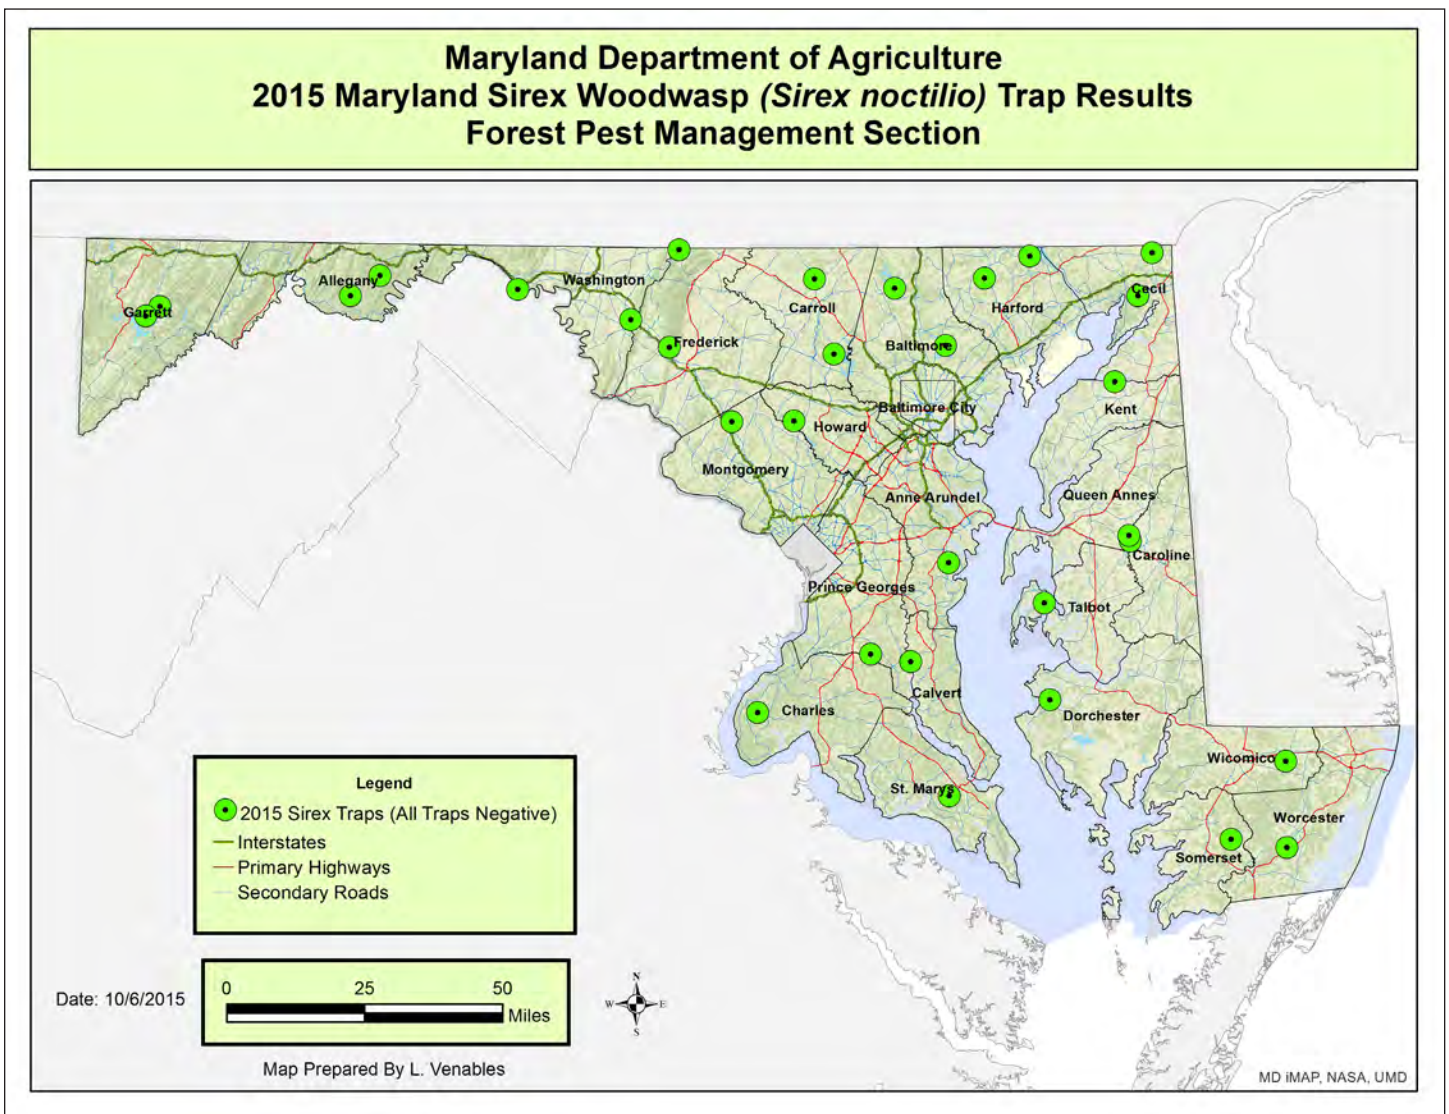 Maryland Department of Agriculture
2015 Maryland Sirex Woodwasp (Sirex noctilio) Trap Results
Forest Pest Management Section
Garrett
Allegany
Washington
Frederick
Carroll
Baltimore
Harford
Cecil
Baltimore City
Kent
Howard
Montgomery
Anne Arundel
Queen Annes
Caroline
Prince Georges
Talbot
Calvert
Charles
Dorchester
St. Marys
Wicomico
Worcester
Somerset
Legend
2015 Sirex Traps (All Traps Negative)
Interstates
Primary Highways
Secondary Roads
Date: 10/6/2015
0 25 50
Miles
N
W E
S
Map Prepared By L. Venables
MD iMAP, NASA, UMD